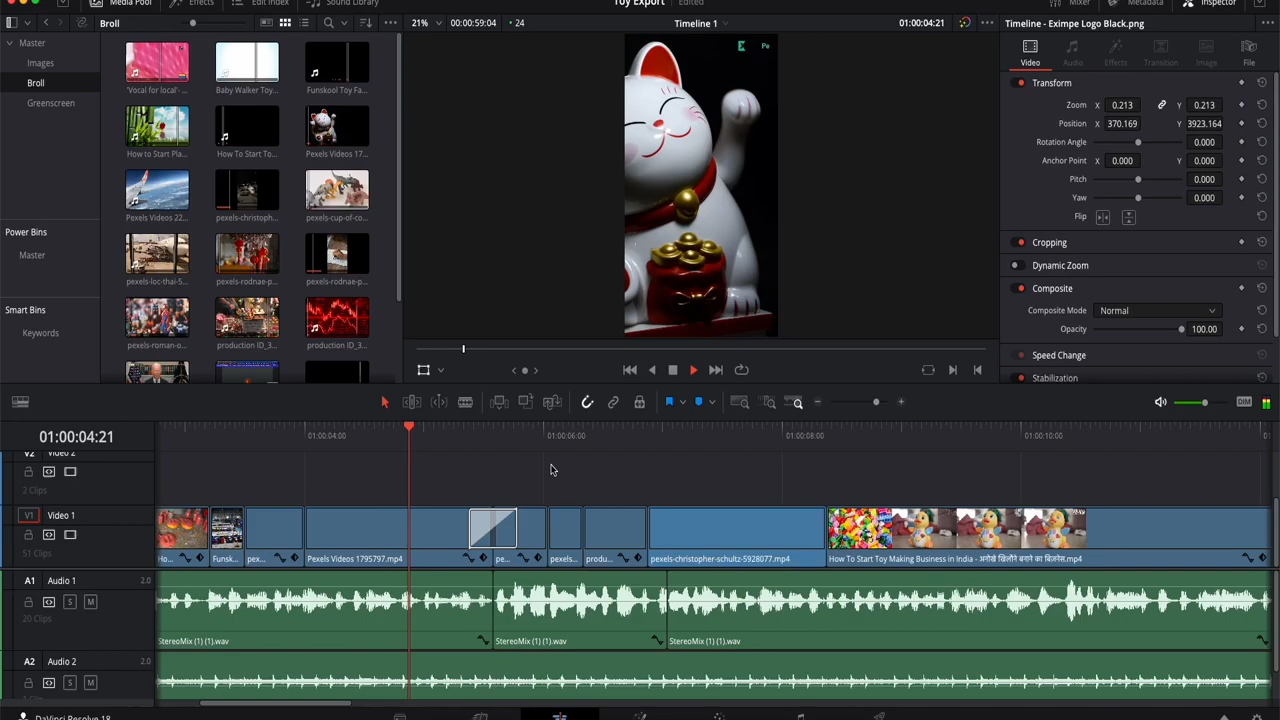 Media Pool
Effects
Edit Index
Sound Library
Toy Export
Edited
Mixer
Metadata
Inspector
Broll
21%
00:00:59:04
24
Timeline 1
01:00:04:21
Timeline - Eximpe Logo Black.png
Master
Images
Broll
Greenscreen
Power Bins
Master
Smart Bins
Keywords
'Vocal for local'-
Baby Walker Toy...
Funskool Toy Fa...
How to Start Pla...
How To Start To...
Pexels Videos 17...
Pexels Videos 22...
pexels-christoph...
pexels-cup-of-co...
pexels-loc-thai-5...
pexels-rodnae-p...
pexels-rodnae-p...
pexels-roman-o...
production ID_3...
production ID_3...
Pe
Video
Audio
Effects
Transition
Image
File
Transform
Zoom X 0.213 Y 0.213
Position X 370.169 Y 3923.164
Rotation Angle 0.000
Anchor Point X 0.000 Y 0.000
Pitch 0.000
Yaw 0.000
Flip
Cropping
Dynamic Zoom
Composite
Composite Mode Normal
Opacity 100.00
Speed Change
Stabilization
DIM
01:00:04:21
01:00:04:00
01:00:06:00
01:00:08:00
01:00:10:00
V2 Video 2
2 Clips
V1 Video 1
51 Clips
Ho...
Funsk...
pex...
Pexels Videos 1795797.mp4
pe...
pexels...
produ...
pexels-christopher-schultz-5928077.mp4
How To Start Toy Making Business in India - अनोखे खिलौने बनाने का बिज़नेस.mp4
A1 Audio 1 2.0
S M
20 Clips
StereoMix (1) (1).wav
StereoMix (1) (1).wav
StereoMix (1) (1).wav
A2 Audio 2 2.0
S M
DaVinci Resolve 18